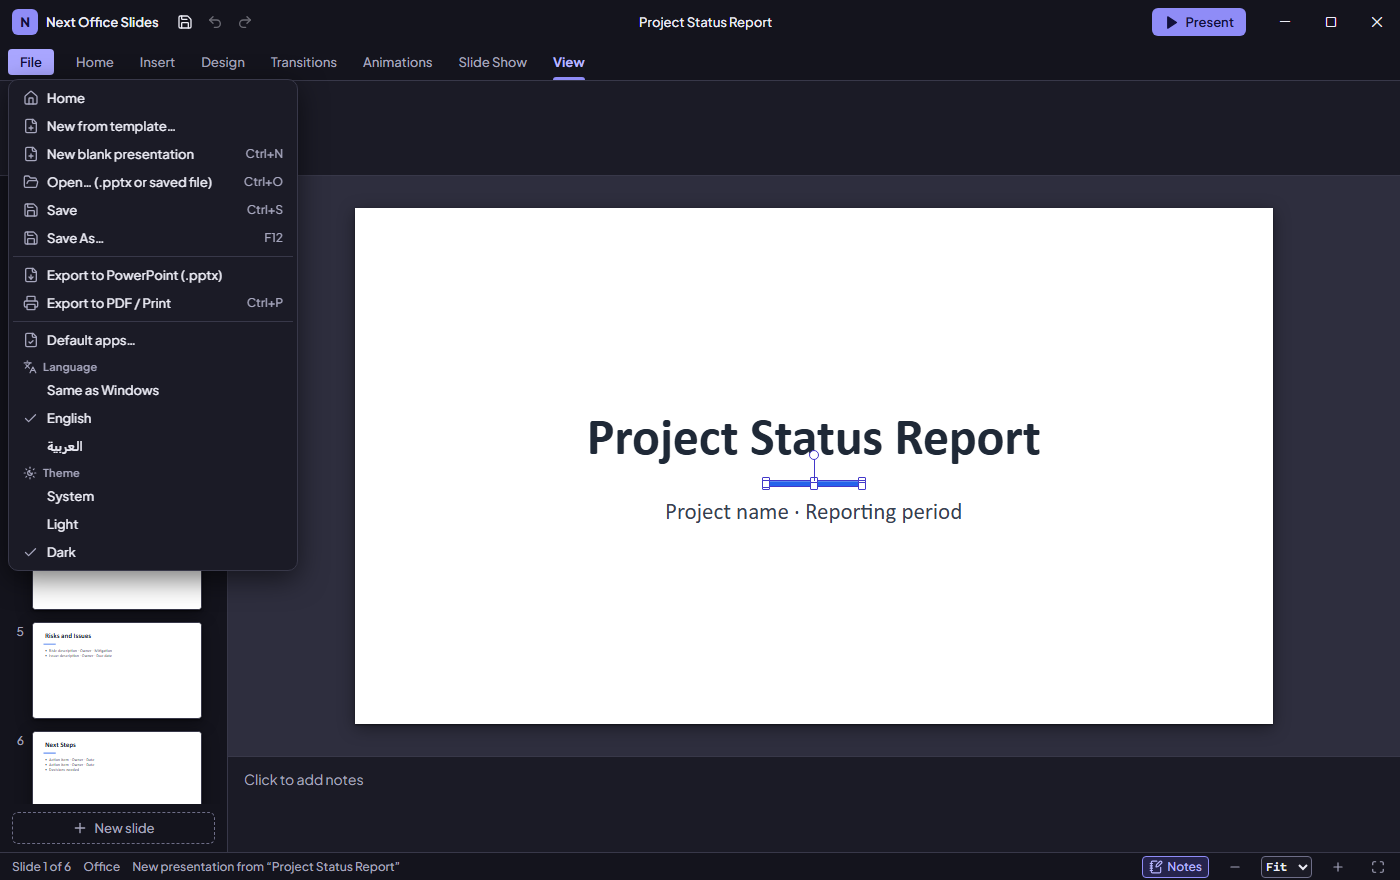 N Next Office Slides
Project Status Report
Present
File Home Insert Design Transitions Animations Slide Show View
Home
New from template...
New blank presentation Ctrl+N
Open... (.pptx or saved file) Ctrl+O
Save Ctrl+S
Save As... F12
Export to PowerPoint (.pptx)
Export to PDF / Print Ctrl+P
Default apps...
Language
Same as Windows
English
العربية
Theme
System
Light
Dark
5
Risks and Issues
6
Next Steps
New slide
Project Status Report
Project name · Reporting period
Click to add notes
Slide 1 of 6 Office New presentation from “Project Status Report”
Notes
Fit